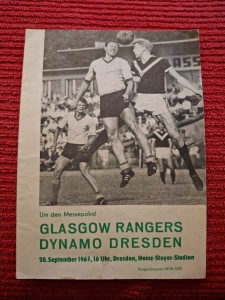 Um den Messepokal
GLASGOW RANGERS
DYNAMO DRESDEN
20. September 1967, 16 Uhr, Dresden, Heinz-Steyer-Stadion